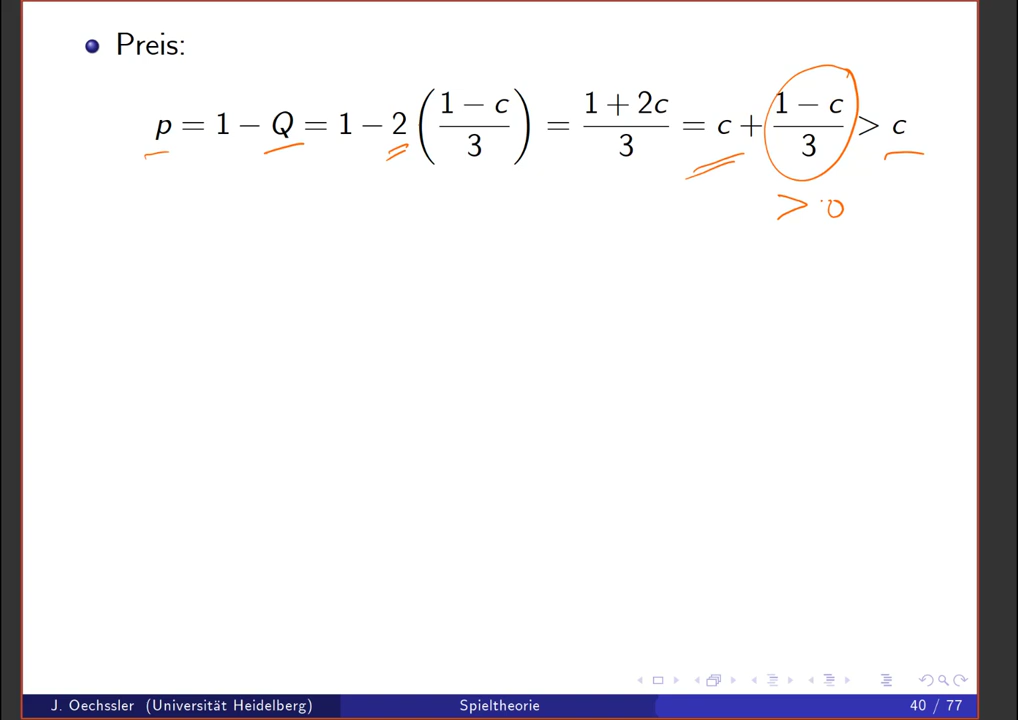 Preis:
p = 1 − Q = 1 − 2 ( (1 − c) / 3 ) = (1 + 2c) / 3 = c + (1 − c) / 3 > c
> 0
J. Oechssler (Universität Heidelberg) Spieltheorie 40 / 77